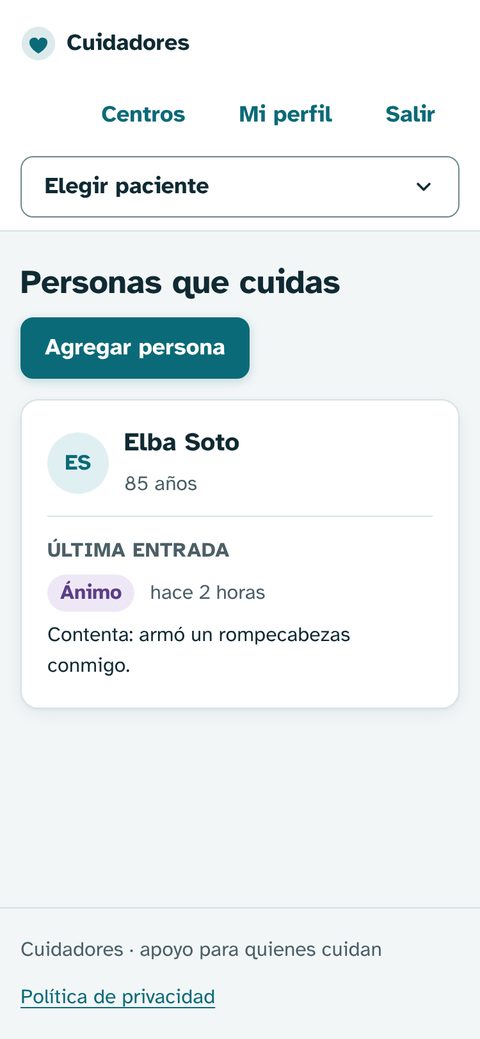 Cuidadores
Centros Mi perfil Salir
Elegir paciente
Personas que cuidas
Agregar persona
ES
Elba Soto
85 años
ÚLTIMA ENTRADA
Ánimo hace 2 horas
Contenta: armó un rompecabezas
conmigo.
Cuidadores · apoyo para quienes cuidan
Política de privacidad